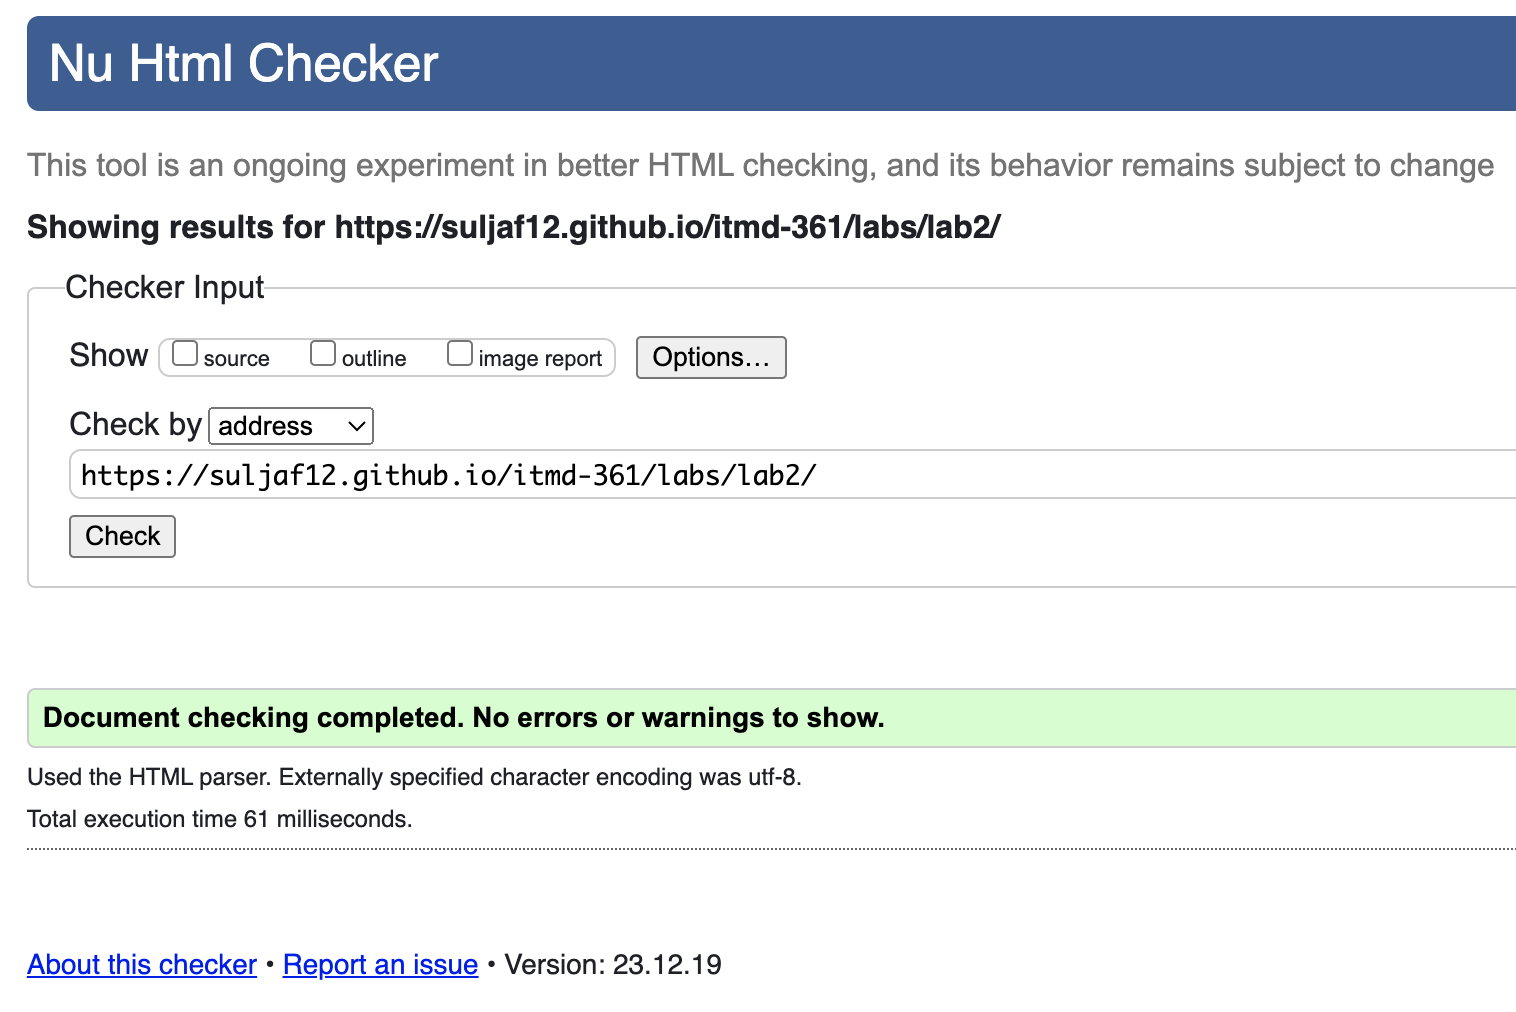 Nu Html Checker
This tool is an ongoing experiment in better HTML checking, and its behavior remains subject to change
Showing results for https://suljaf12.github.io/itmd-361/labs/lab2/
Checker Input
Show source outline image report Options...
Check by address
https://suljaf12.github.io/itmd-361/labs/lab2/
Check
Document checking completed. No errors or warnings to show.
Used the HTML parser. Externally specified character encoding was utf-8.
Total execution time 61 milliseconds.
About this checker • Report an issue • Version: 23.12.19